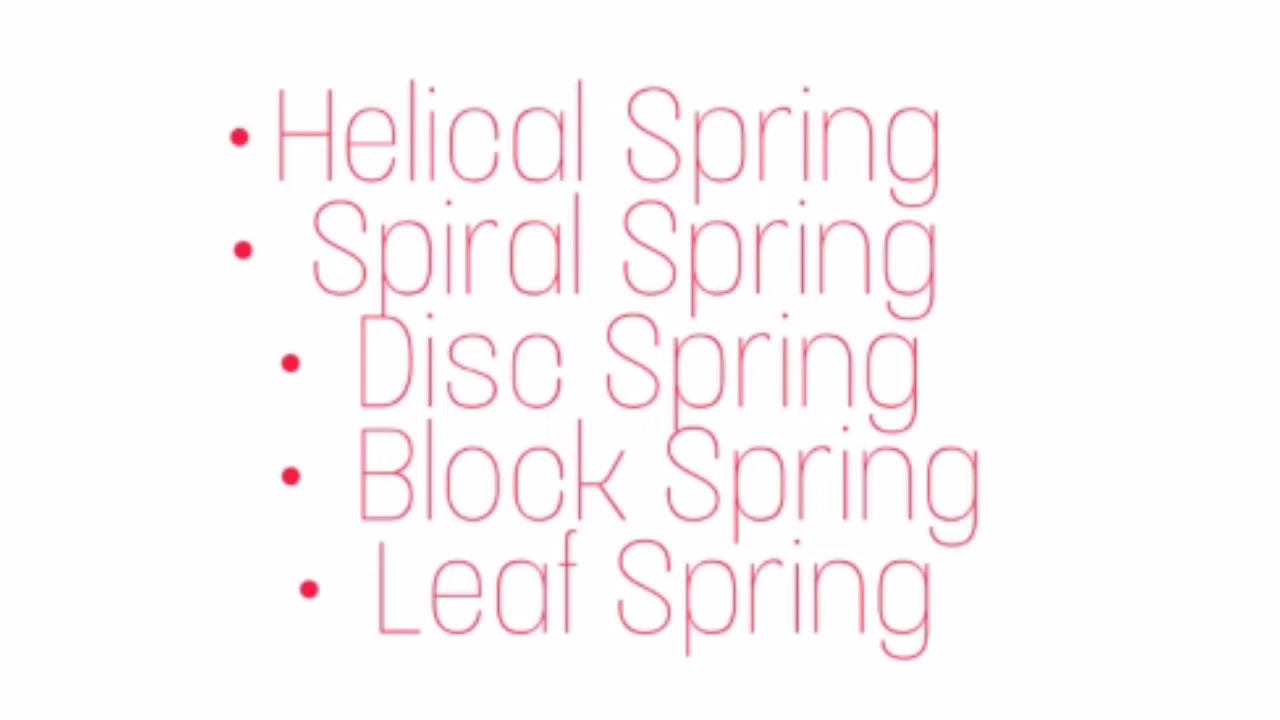 • Helical Spring
• Spiral Spring
• Disc Spring
• Block Spring
• Leaf Spring